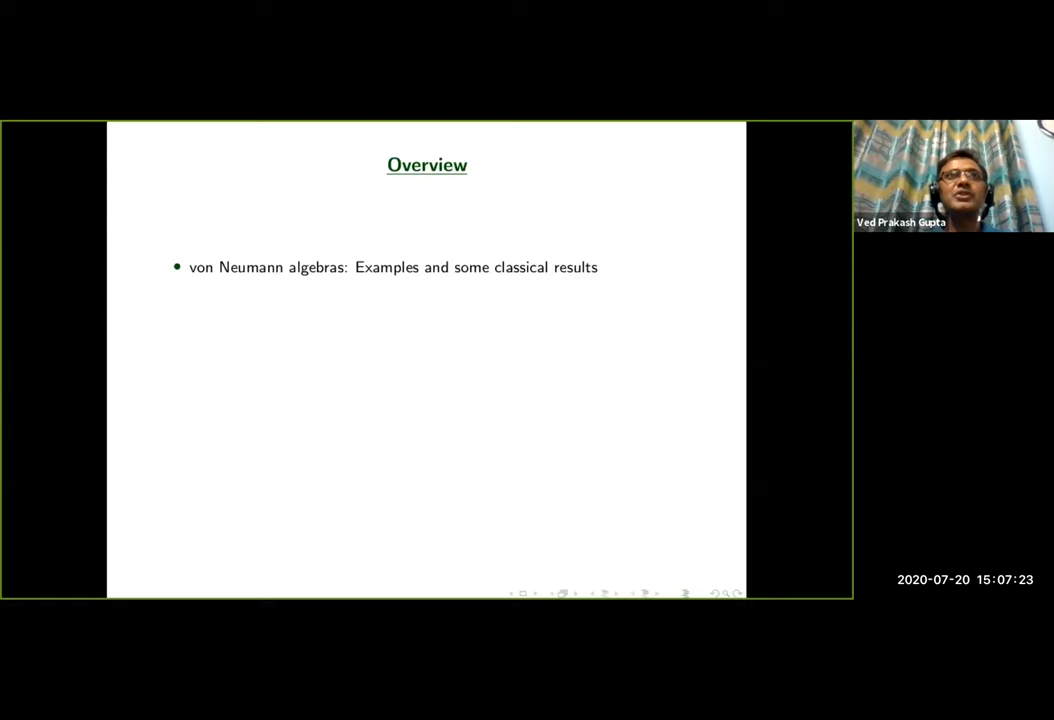 Overview
• von Neumann algebras: Examples and some classical results
Ved Prakash Gupta
2020-07-20 15:07:23